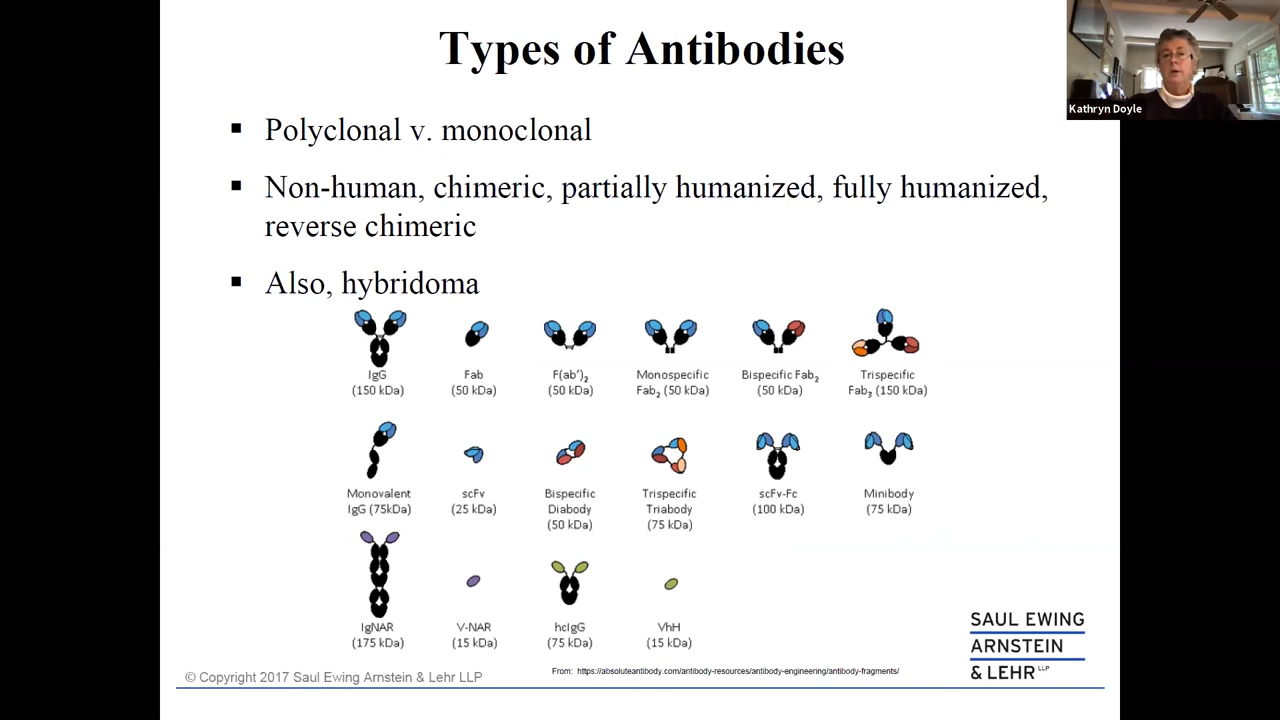 Types of Antibodies
Kathryn Doyle
▪ Polyclonal v. monoclonal
▪ Non-human, chimeric, partially humanized, fully humanized,
reverse chimeric
▪ Also, hybridoma
IgG
(150 kDa)
Fab
(50 kDa)
F(ab')₂
(50 kDa)
Monospecific
Fab₂ (50 kDa)
Bispecific Fab₂
(50 kDa)
Trispecific
Fab₃ (150 kDa)
Monovalent
IgG (75kDa)
scFv
(25 kDa)
Bispecific
Diabody
(50 kDa)
Trispecific
Triabody
(75 kDa)
scFv-Fc
(100 kDa)
Minibody
(75 kDa)
IgNAR
(175 kDa)
V-NAR
(15 kDa)
hcIgG
(75 kDa)
VhH
(15 kDa)
SAUL EWING
ARNSTEIN
& LEHR LLP
From: https://absoluteantibody.com/antibody-resources/antibody-engineering/antibody-fragments/
© Copyright 2017 Saul Ewing Arnstein & Lehr LLP